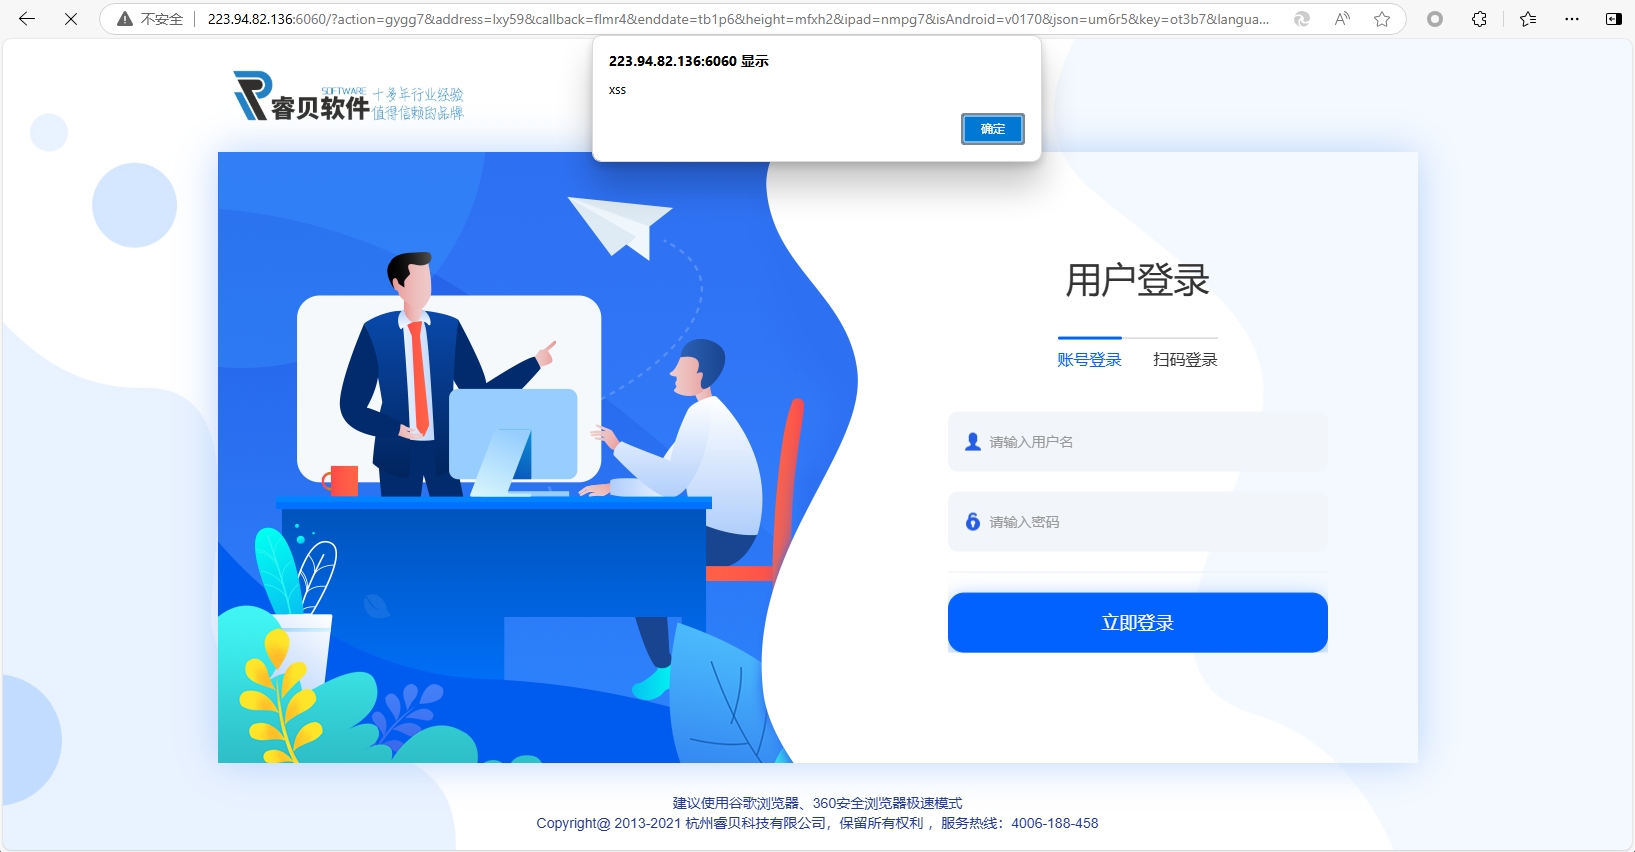 不安全
223.94.82.136:6060/?action=gygg7&address=lxy59&callback=flmr4&enddate=tb1p6&height=mfxh2&ipad=nmpg7&isAndroid=v0170&json=um6r5&key=ot3b7&langua...
223.94.82.136:6060 显示
xss
确定
睿贝软件
SOFTWARE
十多年行业经验
值得信赖的品牌
用户登录
账号登录 扫码登录
请输入用户名
请输入密码
立即登录
建议使用谷歌浏览器、360安全浏览器极速模式
Copyright@ 2013-2021 杭州睿贝科技有限公司，保留所有权利 ，服务热线：4006-188-458